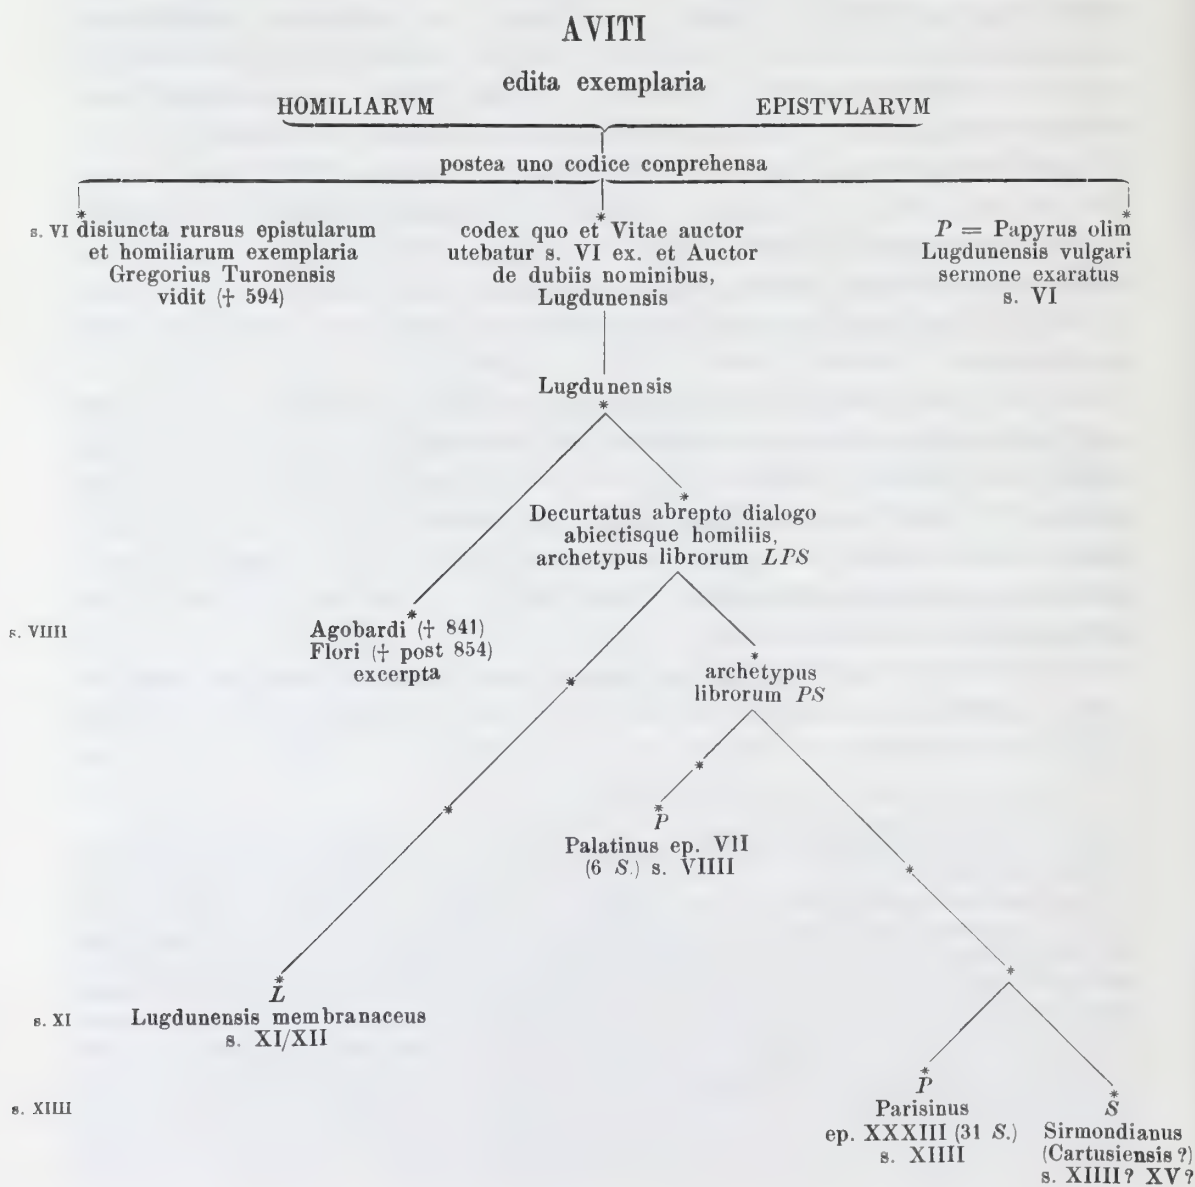 AVITI
edita exemplaria
HOMILIARVM EPISTVLARVM
postea uno codice conprehensa
s. VI
*
disiuncta rursus epistularum
et homiliarum exemplaria
Gregorius Turonensis
vidit († 594)
*
codex quo et Vitae auctor
utebatur s. VI ex. et Auctor
de dubiis nominibus,
Lugdunensis
*
P = Papyrus olim
Lugdunensis vulgari
sermone exaratus
s. VI
Lugdunensis
*
*
Decurtatus abrepto dialogo
abiectisque homiliis,
archetypus librorum LPS
s. VIIII
*
Agobardi († 841)
Flori († post 854)
excerpta
*
archetypus
librorum PS
*
*
*
*
P
Palatinus ep. VII
(6 S.) s. VIIII
*
*
s. XI
*
L
Lugdunensis membranaceus
s. XI/XII
s. XIIII
*
P
Parisinus
ep. XXXIII (31 S.)
s. XIIII
*
S
Sirmondianus
(Cartusiensis ?)
s. XIIII? XV?